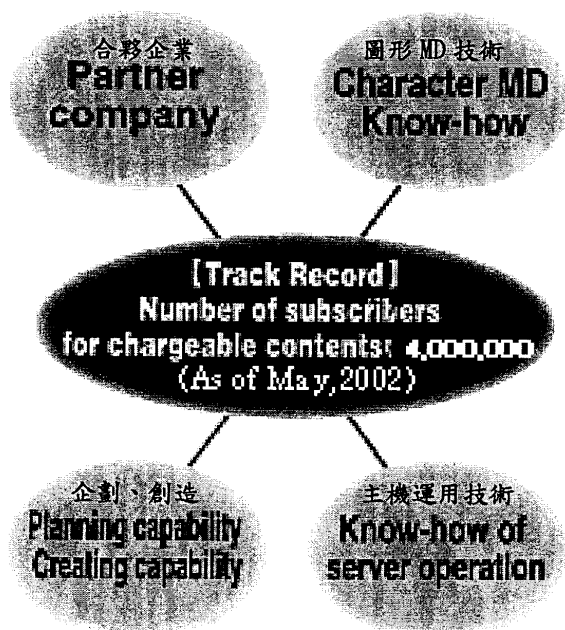 合夥企業
Partner
company
圖形 MD 技術
Character MD
Know-how
[Track Record]
Number of subscribers
for chargeable contents: 4,000,000
(As of May,2002)
企劃、創造
Planning capability
Creating capability
主機運用技術
Know-how of
server operation